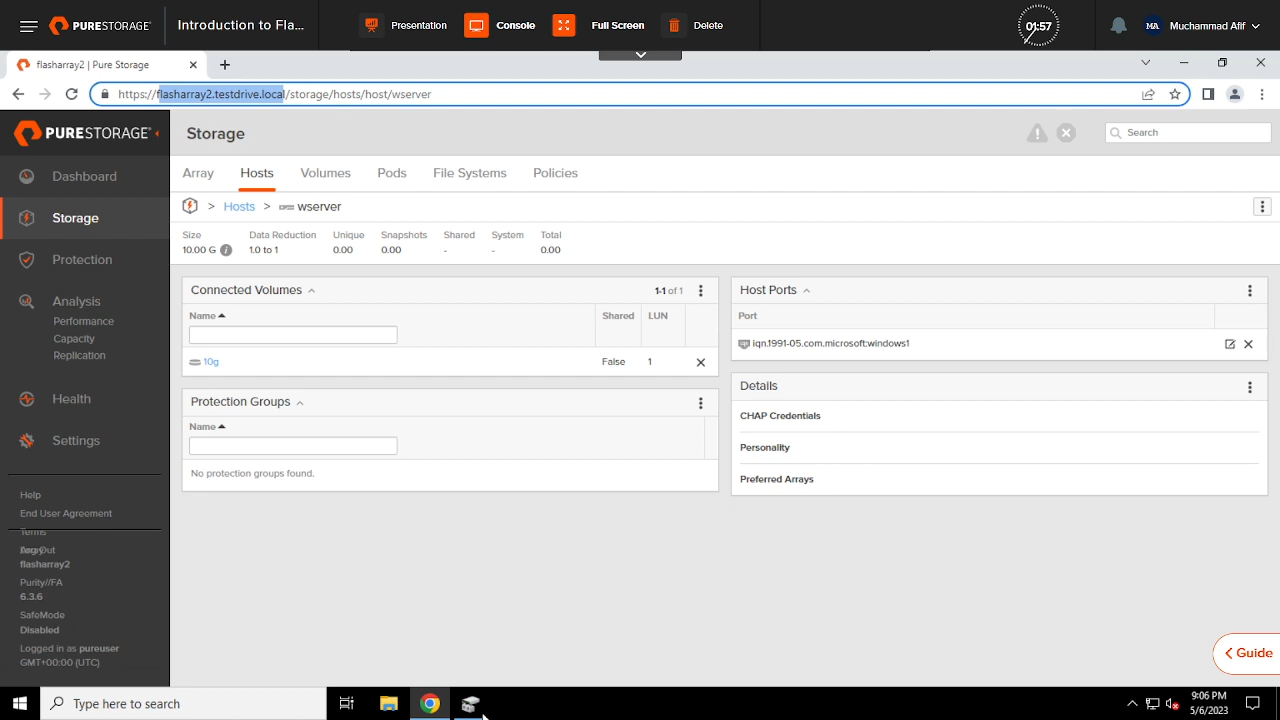 PURESTORAGE
Introduction to Fla...
Presentation
Console
Full Screen
Delete
01:57
MA
Muhammad Alif
flasharray2 | Pure Storage
https://flasharray2.testdrive.local/storage/hosts/host/wserver
PURESTORAGE®
Storage
Search
Dashboard
Storage
Protection
Analysis
Performance
Capacity
Replication
Health
Settings
Help
End User Agreement
Terms
Log Out
Array
flasharray2
Purity//FA
6.3.6
SafeMode
Disabled
Logged in as pureuser
GMT+00:00 (UTC)
Array
Hosts
Volumes
Pods
File Systems
Policies
> Hosts > wserver
Size
10.00 G
Data Reduction
1.0 to 1
Unique
0.00
Snapshots
0.00
Shared
-
System
-
Total
0.00
Connected Volumes
1-1 of 1
Name
Shared
LUN
10g
False
1
Protection Groups
Name
No protection groups found.
Host Ports
Port
iqn.1991-05.com.microsoft:windows1
Details
CHAP Credentials
Personality
Preferred Arrays
< Guide
Type here to search
9:06 PM
5/6/2023